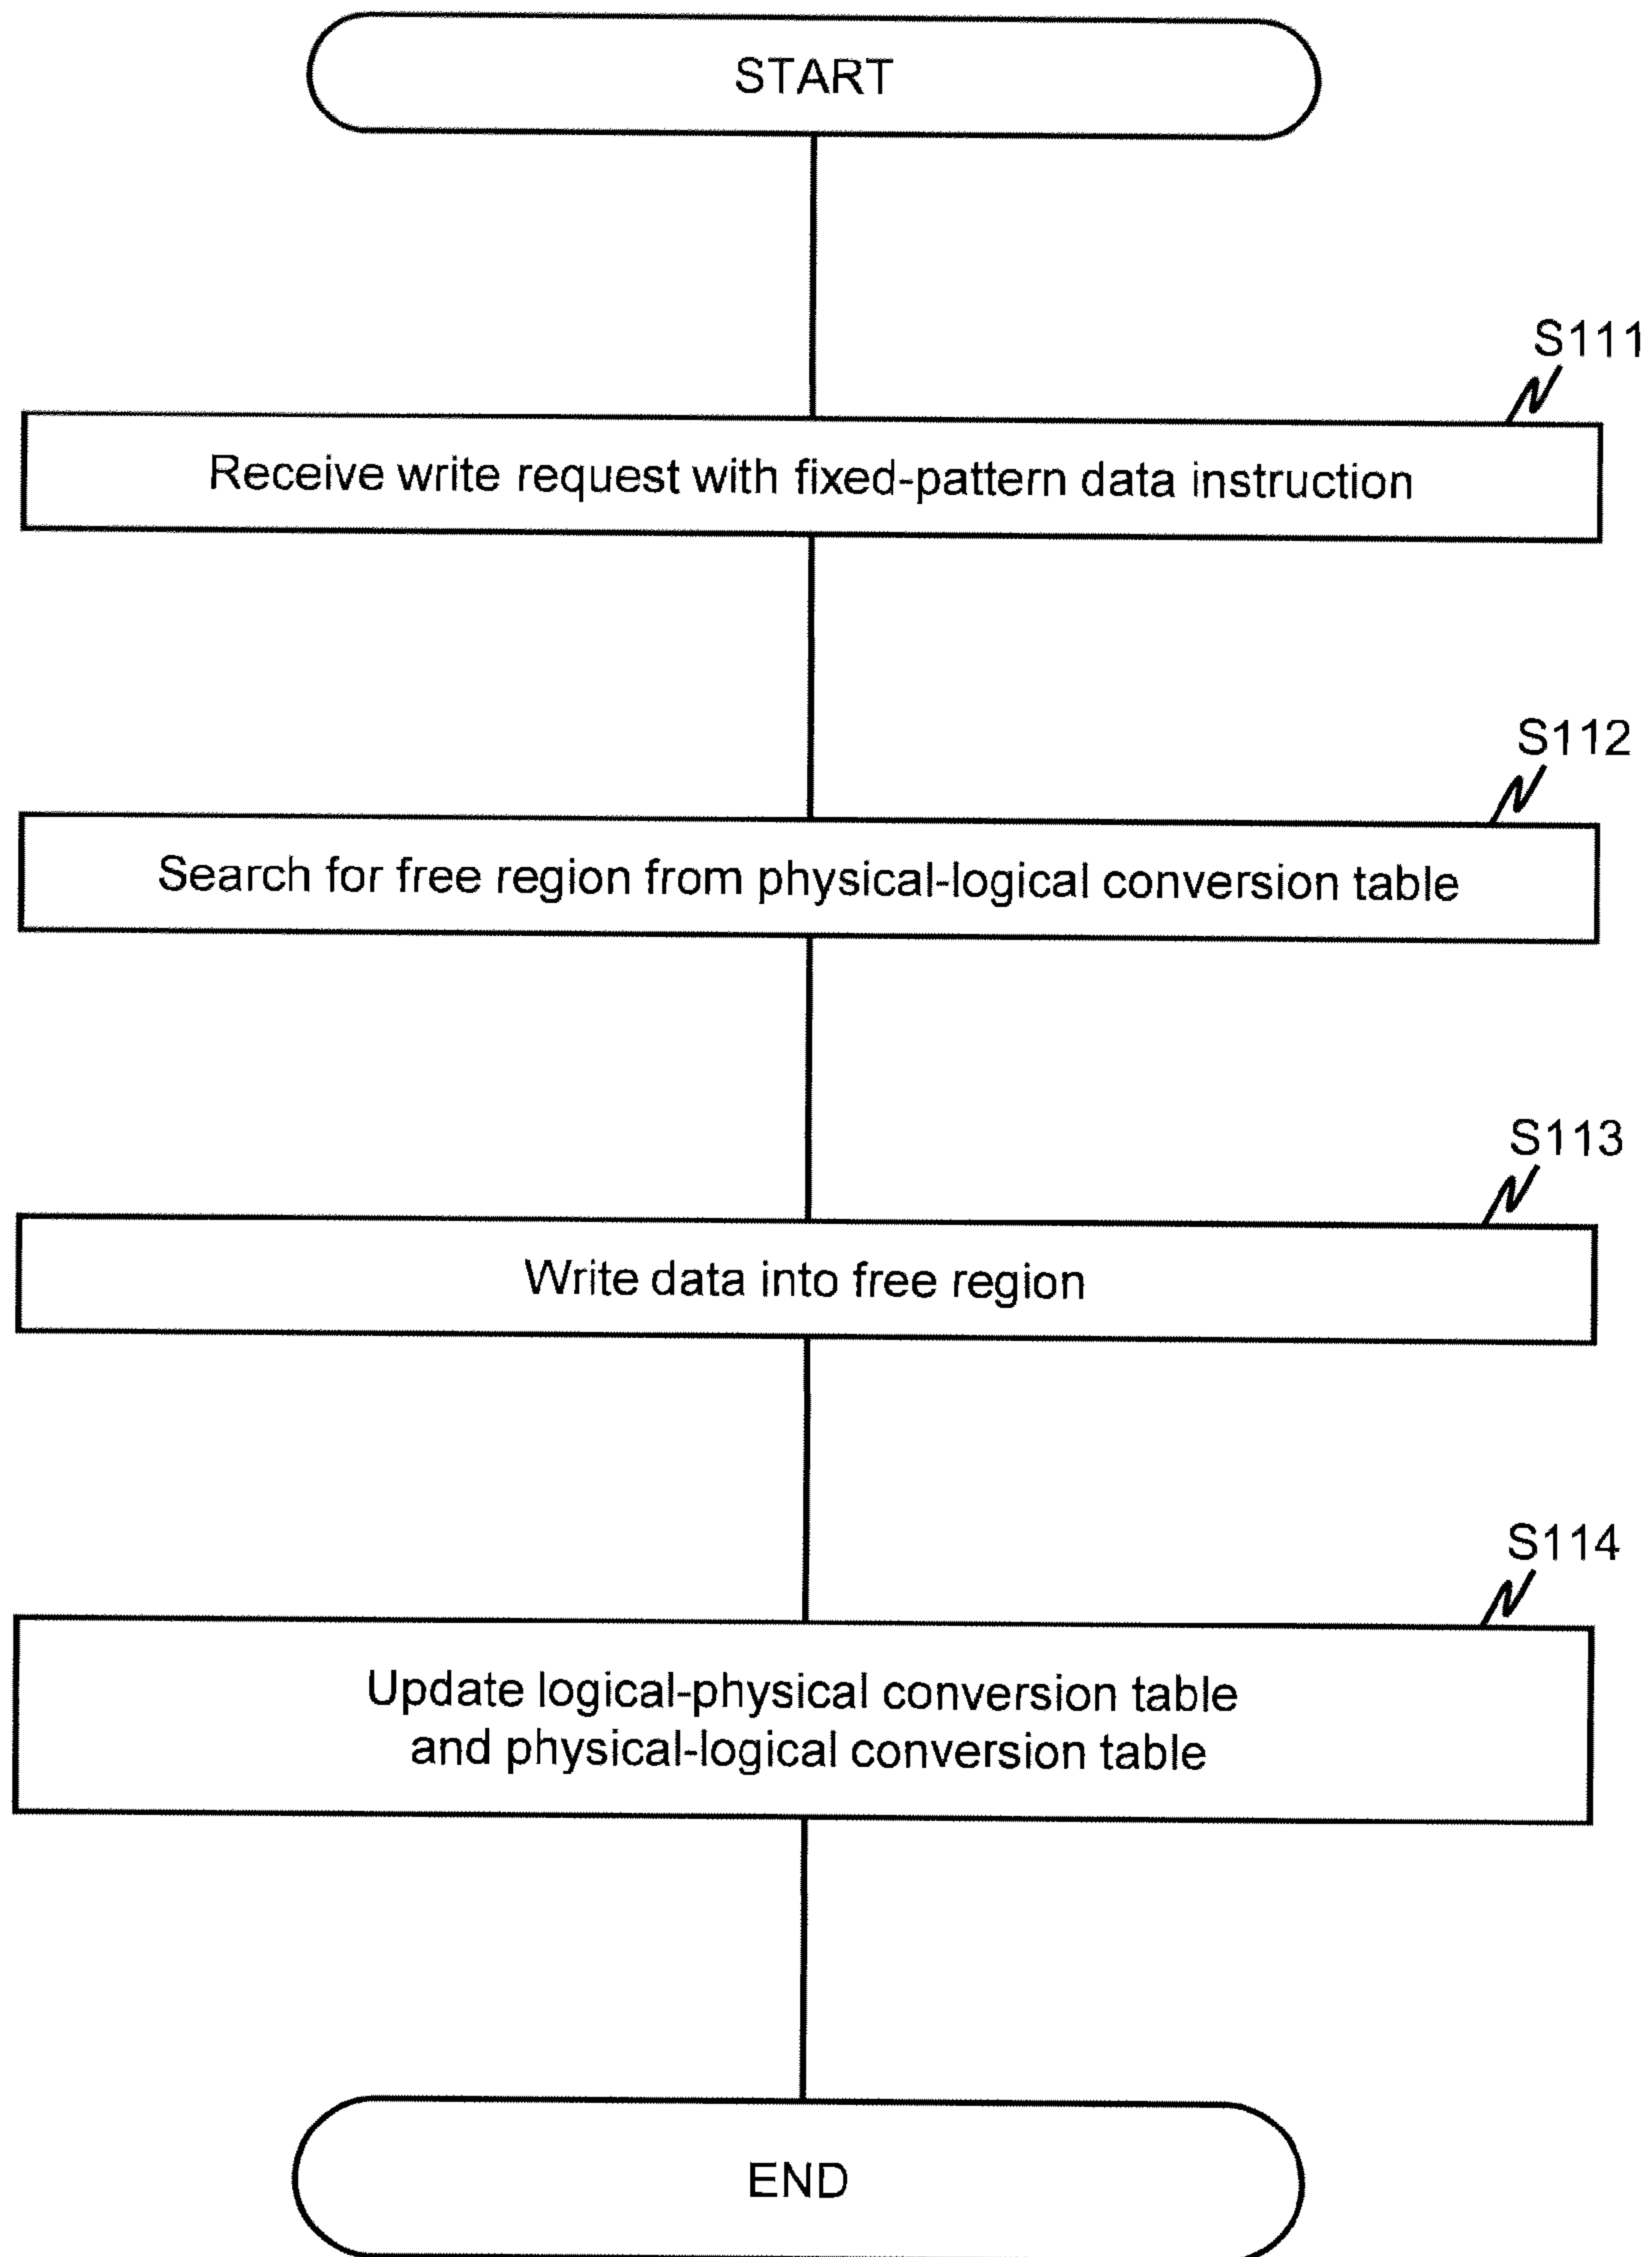 START
S111
Receive write request with fixed-pattern data instruction
S112
Search for free region from physical-logical conversion table
S113
Write data into free region
S114
Update logical-physical conversion table
and physical-logical conversion table
END